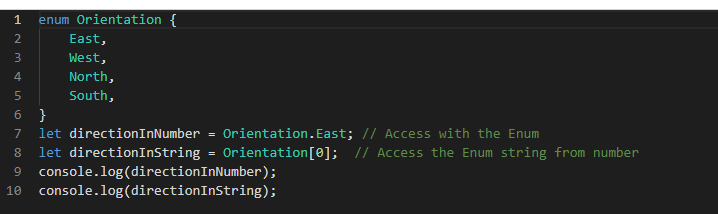 1 enum Orientation {
2     East,
3     West,
4     North,
5     South,
6 }
7 let directionInNumber = Orientation.East; // Access with the Enum
8 let directionInString = Orientation[0];  // Access the Enum string from number
9 console.log(directionInNumber);
10 console.log(directionInString);